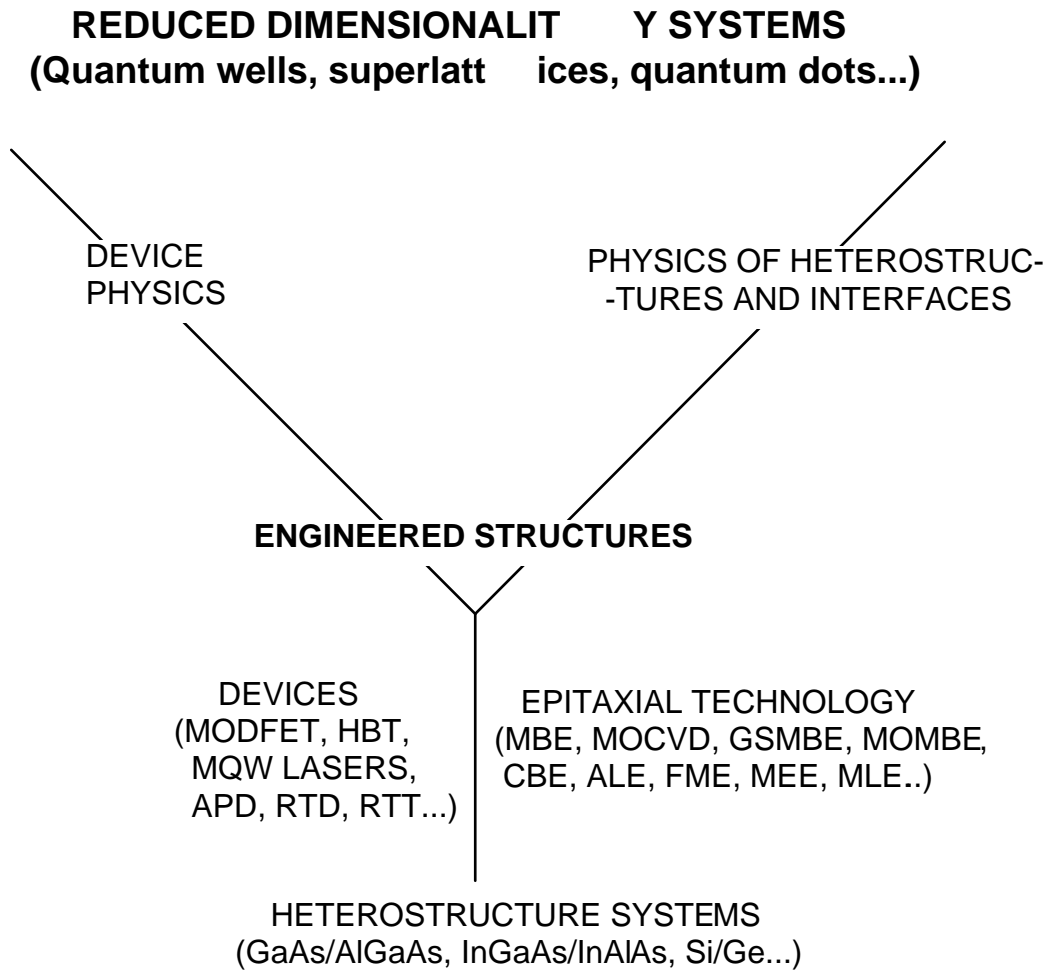 REDUCED DIMENSIONALIT Y SYSTEMS
(Quantum wells, superlatt ices, quantum dots...)
DEVICE
PHYSICS
PHYSICS OF HETEROSTRUC-
-TURES AND INTERFACES
ENGINEERED STRUCTURES
DEVICES
(MODFET, HBT,
MQW LASERS,
APD, RTD, RTT...)
EPITAXIAL TECHNOLOGY
(MBE, MOCVD, GSMBE, MOMBE,
CBE, ALE, FME, MEE, MLE..)
HETEROSTRUCTURE SYSTEMS
(GaAs/AlGaAs, InGaAs/InAlAs, Si/Ge...)